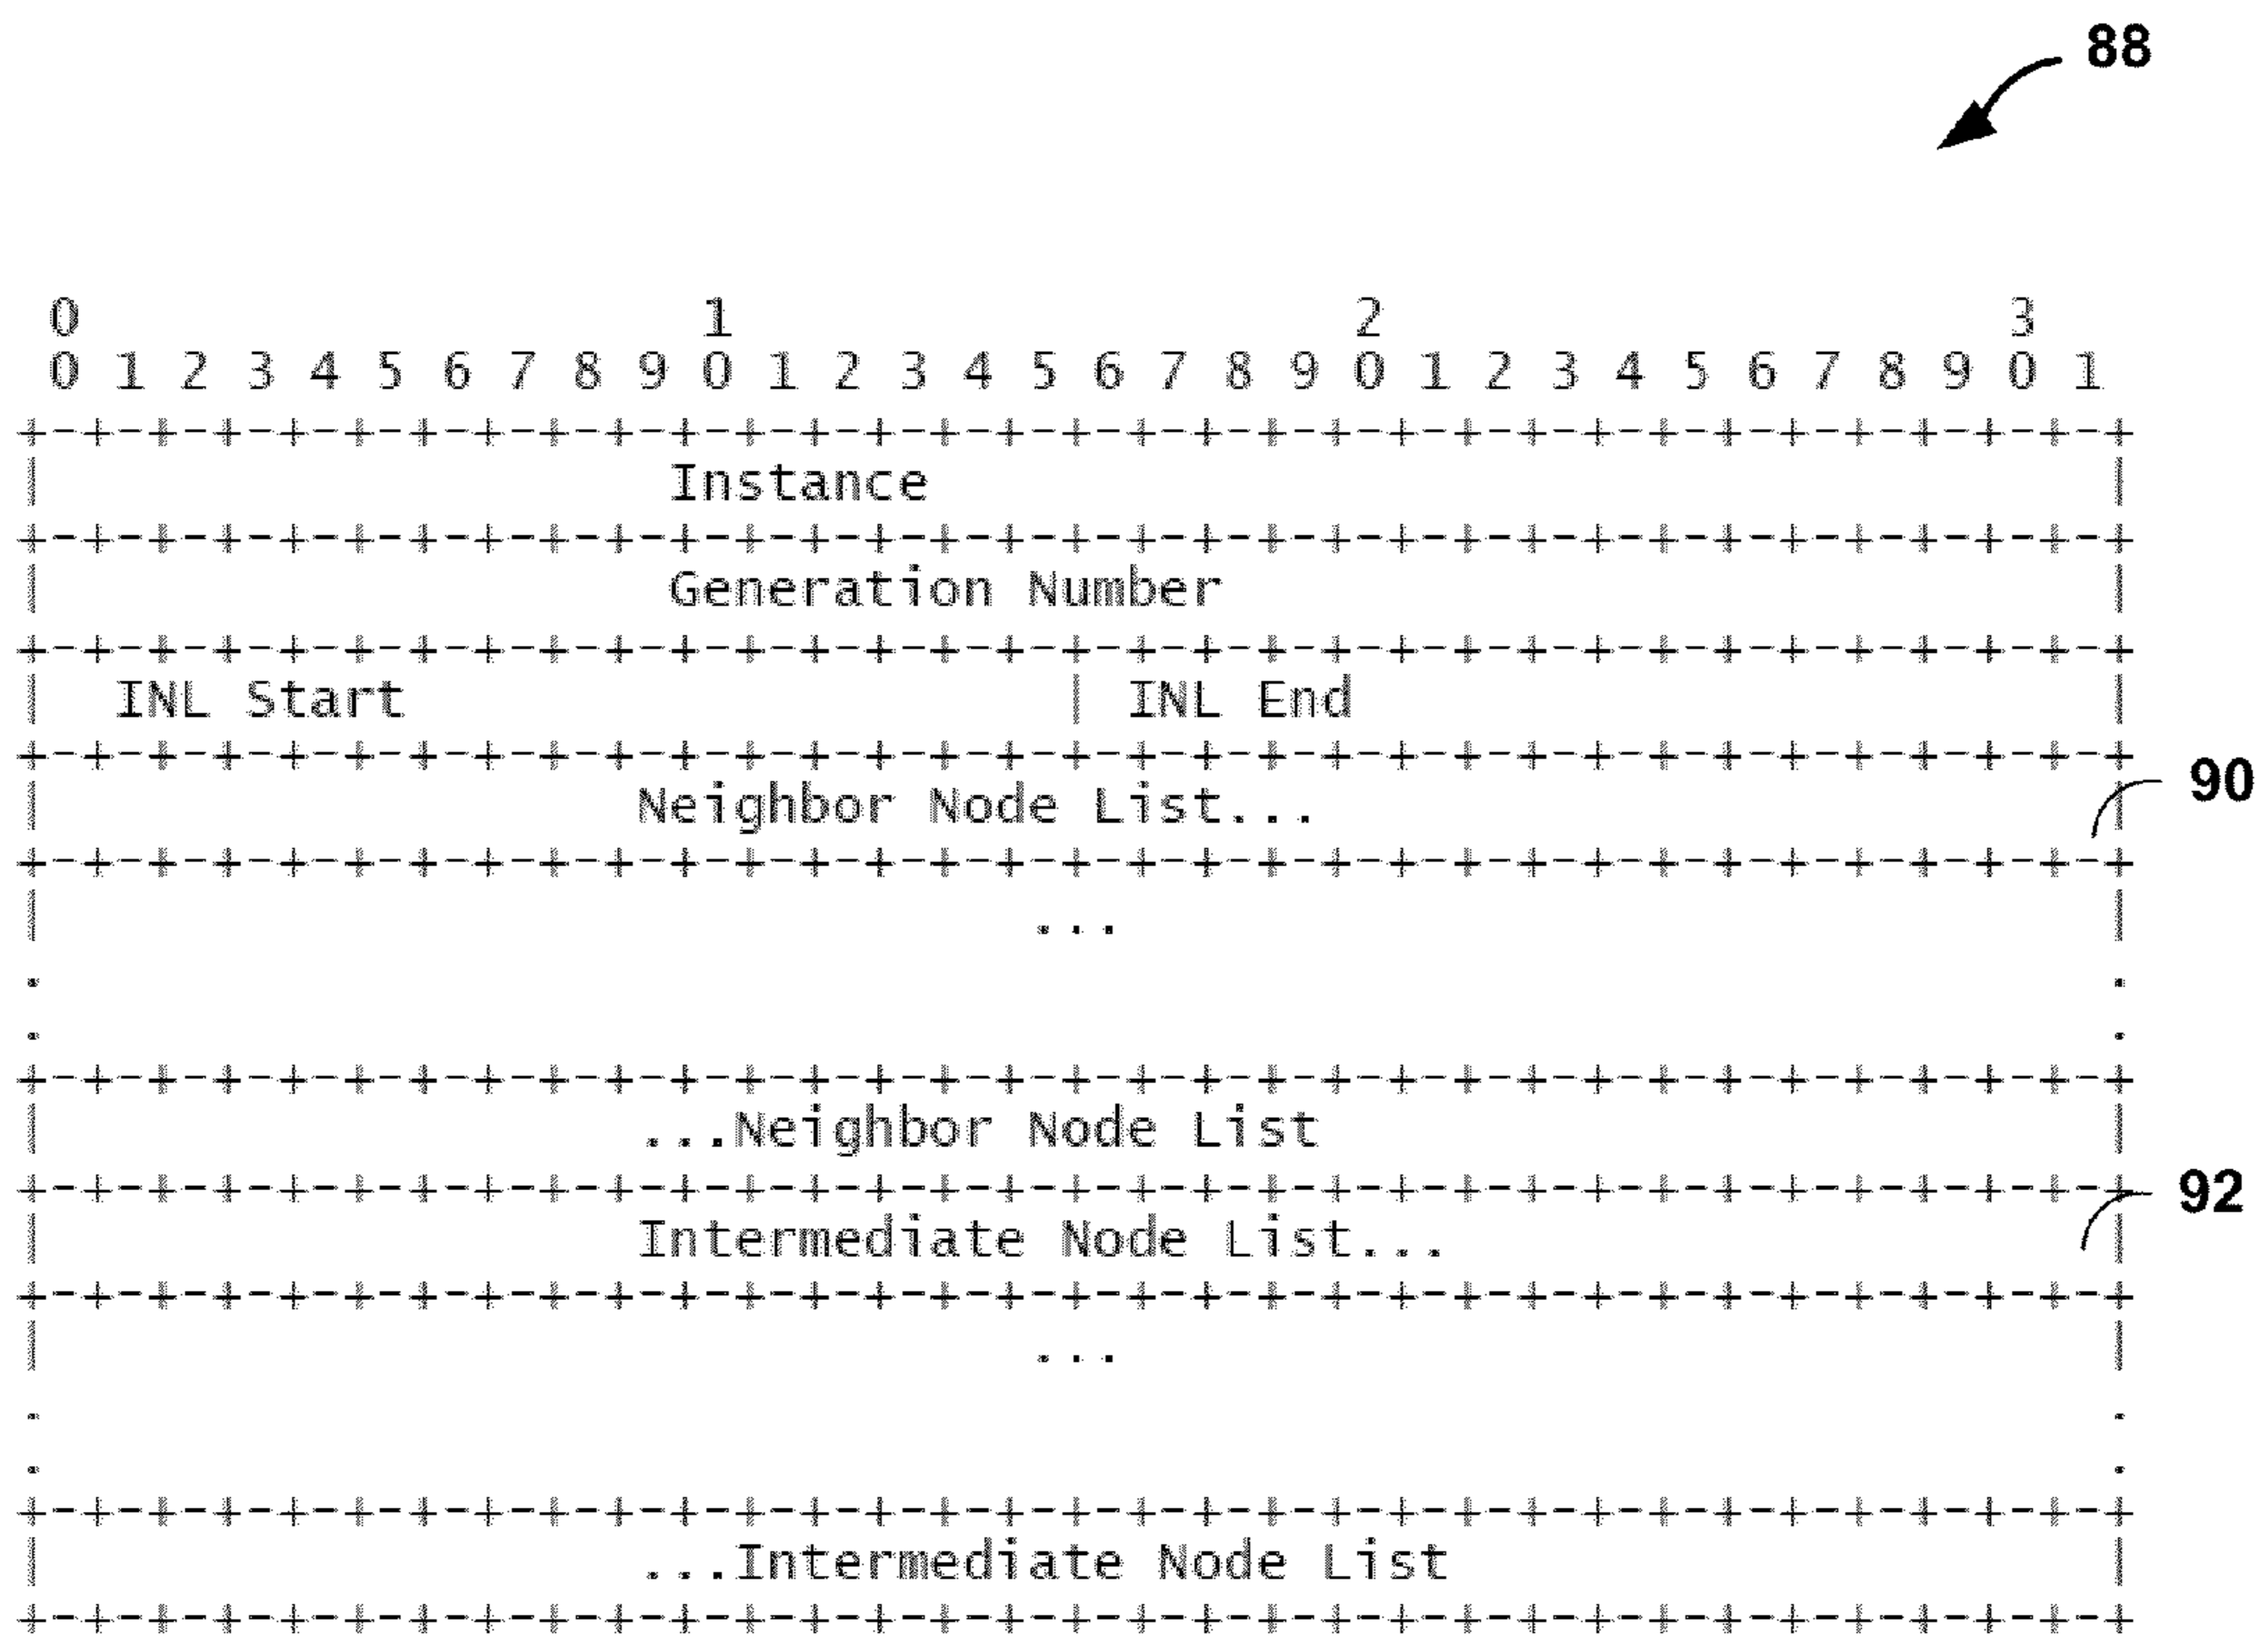 88
0 1 2 3
0 1 2 3 4 5 6 7 8 9 0 1 2 3 4 5 6 7 8 9 0 1 2 3 4 5 6 7 8 9 0 1
+-+-+-+-+-+-+-+-+-+-+-+-+-+-+-+-+-+-+-+-+-+-+-+-+-+-+-+-+-+-+-+-+
| Instance |
+-+-+-+-+-+-+-+-+-+-+-+-+-+-+-+-+-+-+-+-+-+-+-+-+-+-+-+-+-+-+-+-+
| Generation Number |
+-+-+-+-+-+-+-+-+-+-+-+-+-+-+-+-+-+-+-+-+-+-+-+-+-+-+-+-+-+-+-+-+
| INL Start | INL End |
+-+-+-+-+-+-+-+-+-+-+-+-+-+-+-+-+-+-+-+-+-+-+-+-+-+-+-+-+-+-+-+-+
| Neighbor Node List... | 90
+-+-+-+-+-+-+-+-+-+-+-+-+-+-+-+-+-+-+-+-+-+-+-+-+-+-+-+-+-+-+-+-+
| ... |
. .
. .
+-+-+-+-+-+-+-+-+-+-+-+-+-+-+-+-+-+-+-+-+-+-+-+-+-+-+-+-+-+-+-+-+
| ...Neighbor Node List |
+-+-+-+-+-+-+-+-+-+-+-+-+-+-+-+-+-+-+-+-+-+-+-+-+-+-+-+-+-+-+-+-+ 92
| Intermediate Node List... |
+-+-+-+-+-+-+-+-+-+-+-+-+-+-+-+-+-+-+-+-+-+-+-+-+-+-+-+-+-+-+-+-+
| ... |
. .
. .
+-+-+-+-+-+-+-+-+-+-+-+-+-+-+-+-+-+-+-+-+-+-+-+-+-+-+-+-+-+-+-+-+
| ...Intermediate Node List |
+-+-+-+-+-+-+-+-+-+-+-+-+-+-+-+-+-+-+-+-+-+-+-+-+-+-+-+-+-+-+-+-+